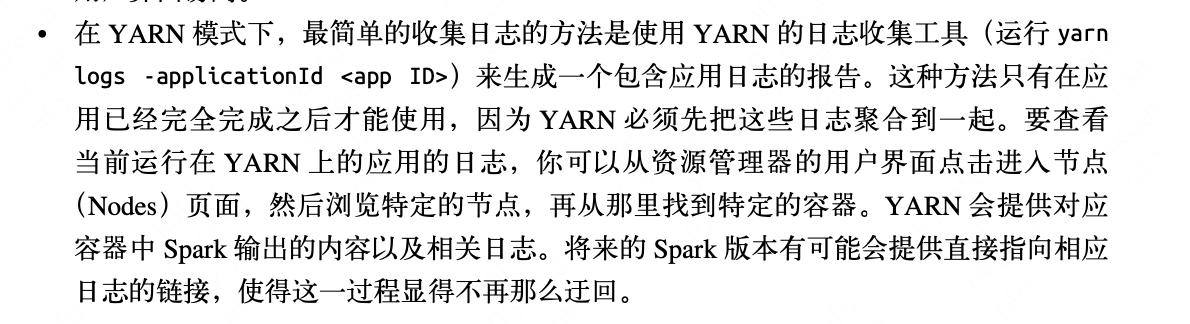 • 在 YARN 模式下，最简单的收集日志的方法是使用 YARN 的日志收集工具（运行 yarn
logs -applicationId <app ID>）来生成一个包含应用日志的报告。这种方法只有在应
用已经完全完成之后才能使用，因为 YARN 必须先把这些日志聚合到一起。要查看
当前运行在 YARN 上的应用的日志，你可以从资源管理器的用户界面点击进入节点
（Nodes）页面，然后浏览特定的节点，再从那里找到特定的容器。YARN 会提供对应
容器中 Spark 输出的内容以及相关日志。将来的 Spark 版本有可能会提供直接指向相应
日志的链接，使得这一过程显得不再那么迂回。